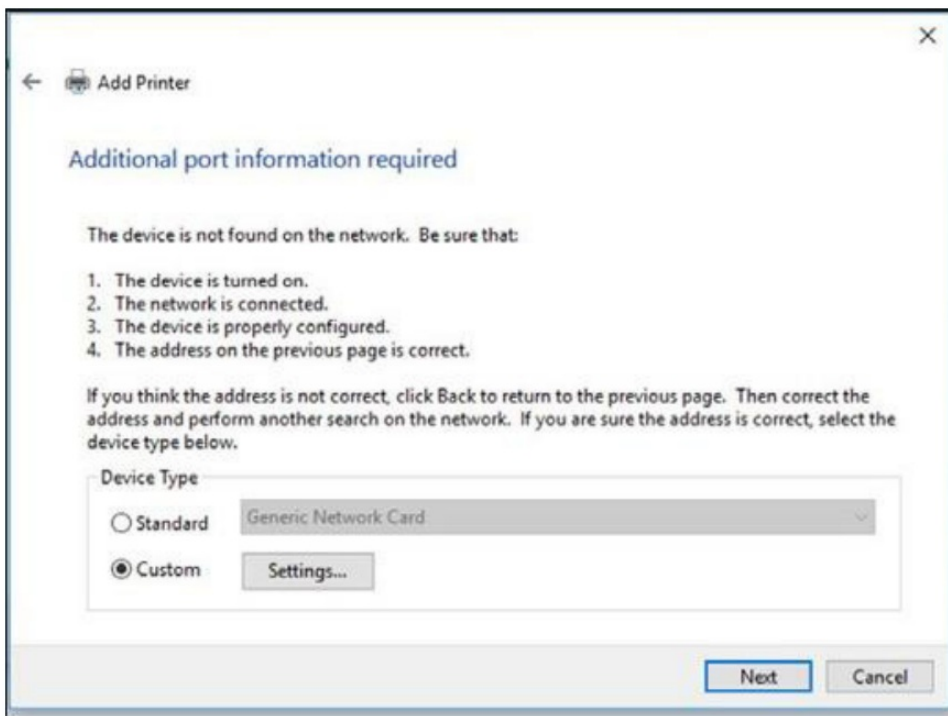 Add Printer
Additional port information required
The device is not found on the network.  Be sure that:
1.  The device is turned on.
2.  The network is connected.
3.  The device is properly configured.
4.  The address on the previous page is correct.
If you think the address is not correct, click Back to return to the previous page.  Then correct the
address and perform another search on the network.  If you are sure the address is correct, select the
device type below.
Device Type
Standard
Generic Network Card
Custom
Settings...
Next
Cancel